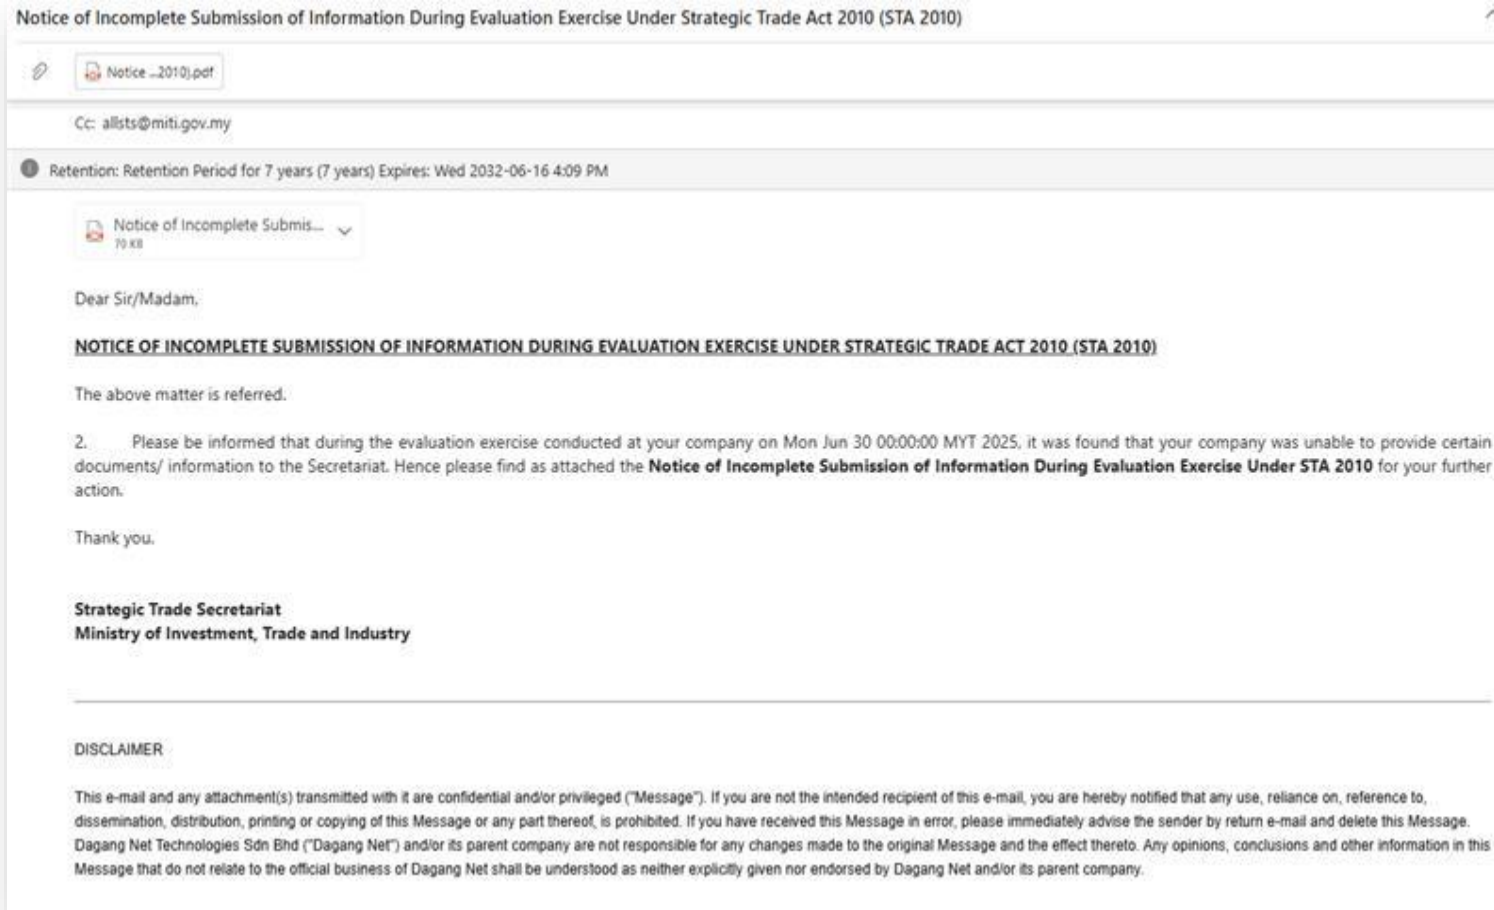 Notice of Incomplete Submission of Information During Evaluation Exercise Under Strategic Trade Act 2010 (STA 2010)
Notice ...2010).pdf
Cc: allsts@miti.gov.my
Retention: Retention Period for 7 years (7 years) Expires: Wed 2032-06-16 4:09 PM
Notice of Incomplete Submis...
70 KB
Dear Sir/Madam,
NOTICE OF INCOMPLETE SUBMISSION OF INFORMATION DURING EVALUATION EXERCISE UNDER STRATEGIC TRADE ACT 2010 (STA 2010)
The above matter is referred.
2. Please be informed that during the evaluation exercise conducted at your company on Mon Jun 30 00:00:00 MYT 2025, it was found that your company was unable to provide certain
documents/ information to the Secretariat. Hence please find as attached the Notice of Incomplete Submission of Information During Evaluation Exercise Under STA 2010 for your further
action.
Thank you.
Strategic Trade Secretariat
Ministry of Investment, Trade and Industry
DISCLAIMER
This e-mail and any attachment(s) transmitted with it are confidential and/or privileged ("Message"). If you are not the intended recipient of this e-mail, you are hereby notified that any use, reliance on, reference to,
dissemination, distribution, printing or copying of this Message or any part thereof, is prohibited. If you have received this Message in error, please immediately advise the sender by return e-mail and delete this Message.
Dagang Net Technologies Sdn Bhd ("Dagang Net") and/or its parent company are not responsible for any changes made to the original Message and the effect thereto. Any opinions, conclusions and other information in this
Message that do not relate to the official business of Dagang Net shall be understood as neither explicitly given nor endorsed by Dagang Net and/or its parent company.